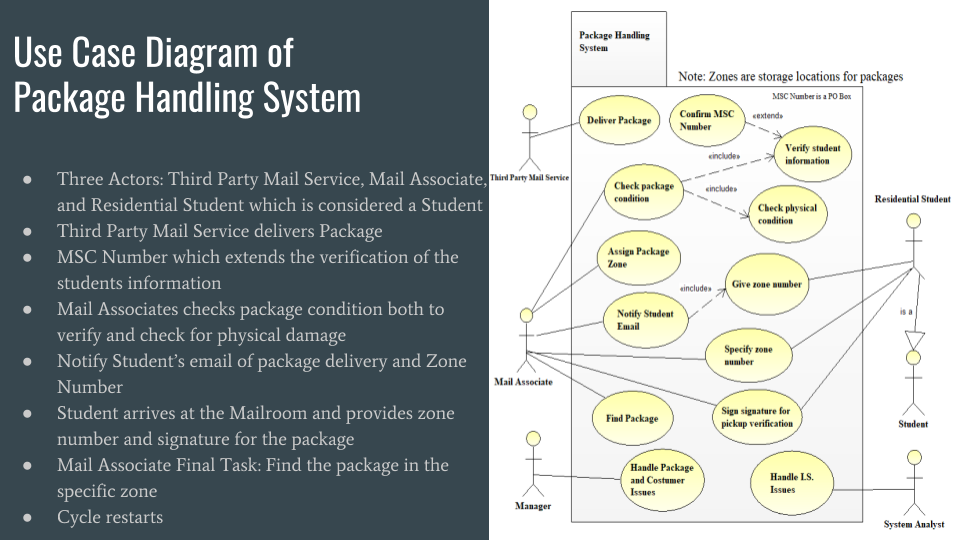 Use Case Diagram of
Package Handling System
● Three Actors: Third Party Mail Service, Mail Associate,
and Residential Student which is considered a Student
● Third Party Mail Service delivers Package
● MSC Number which extends the verification of the
students information
● Mail Associates checks package condition both to
verify and check for physical damage
● Notify Student's email of package delivery and Zone
Number
● Student arrives at the Mailroom and provides zone
number and signature for the package
● Mail Associate Final Task: Find the package in the
specific zone
● Cycle restarts
Package Handling
System
Note: Zones are storage locations for packages
MSC Number is a PO Box
Deliver Package
Confirm MSC
Number
«extend»
Verify student
information
«include»
Third Party Mail Service
Check package
condition
«include»
Check physical
condition
Residential Student
Assign Package
Zone
Give zone number
«include»
Notify Student
Email
is a
Specify zone
number
Mail Associate
Find Package
Sign signature for
pickup verification
Student
Handle Package
and Costumer
Issues
Handle I.S.
Issues
Manager
System Analyst